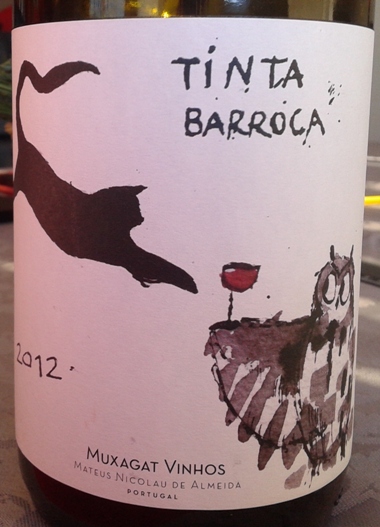 TINTA
BARROCA
2012.
MUXAGAT VINHOS
MATEUS NICOLAU DE ALMEIDA
PORTUGAL